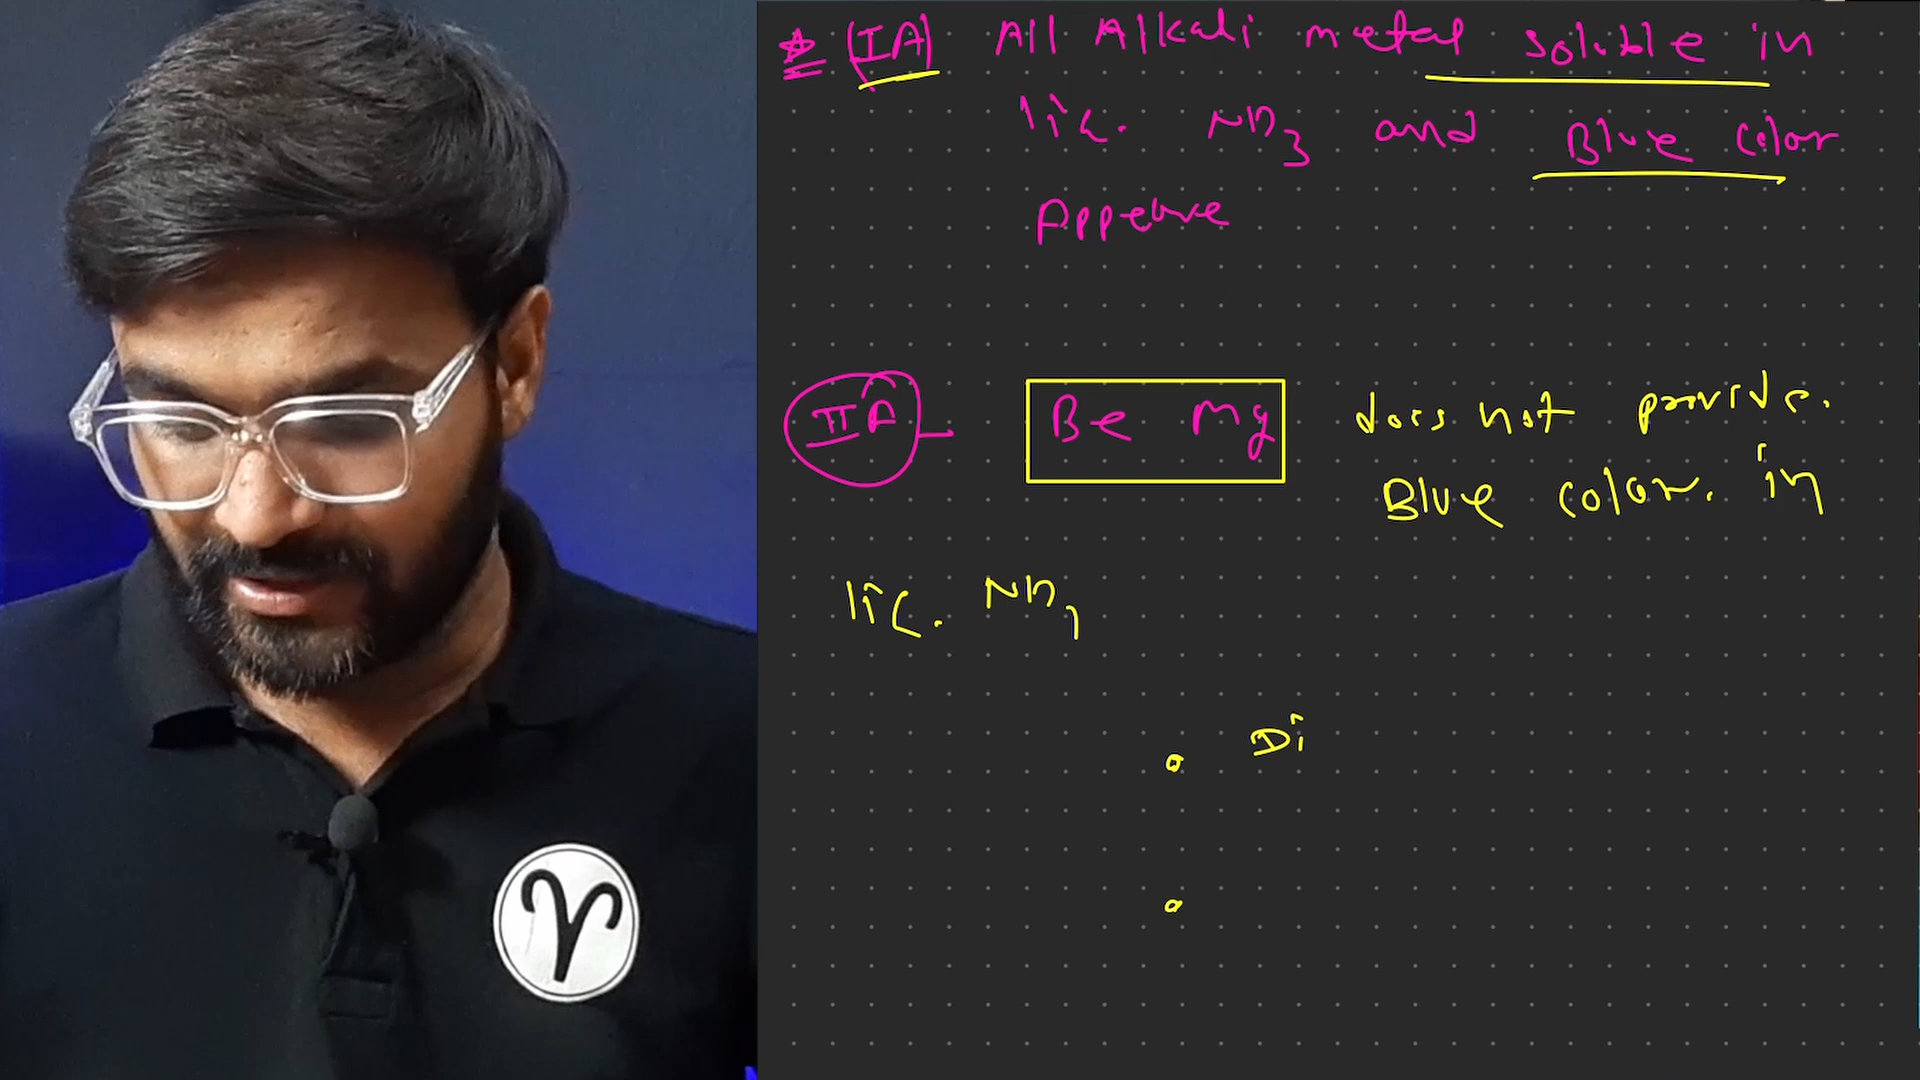 (IA) All Alkali metal soluble in
liq. NH3 and Blue color
Appeare
IIA - Be Mg does not provide.
Blue color. in
liq. NH3
Di